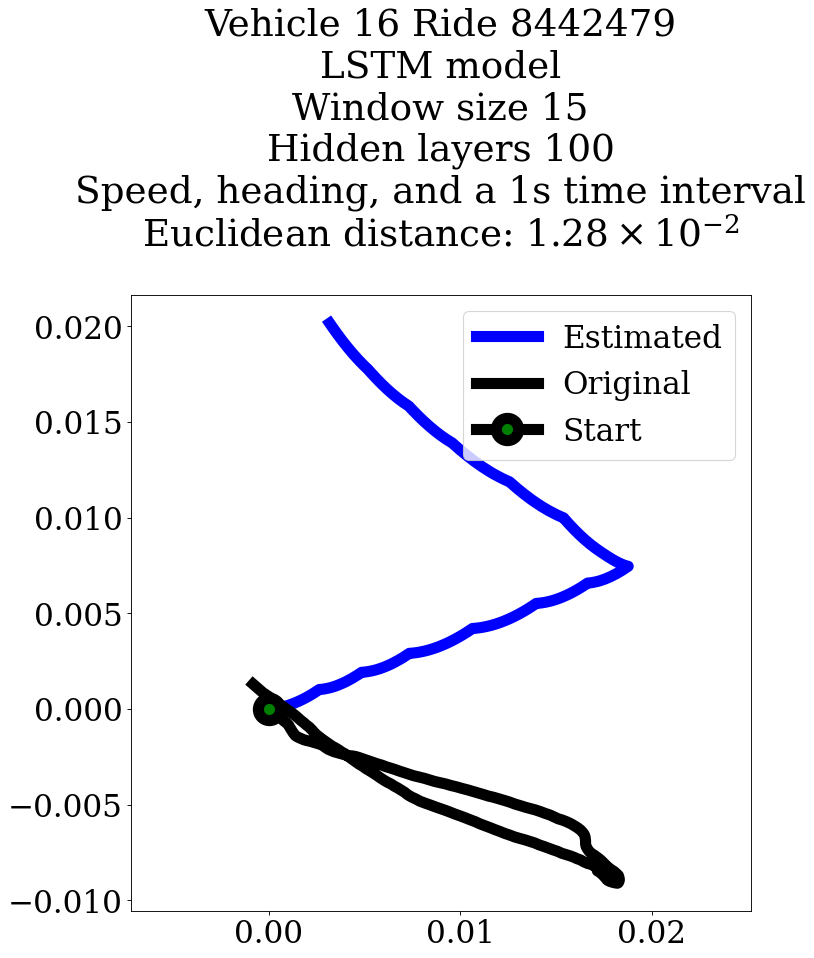 Vehicle 16 Ride 8442479
LSTM model
Window size 15
Hidden layers 100
Speed, heading, and a 1s time interval
Euclidean distance: 1.28 × 10⁻²
Estimated
Original
Start
0.020
0.015
0.010
0.005
0.000
−0.005
−0.010
0.00 0.01 0.02